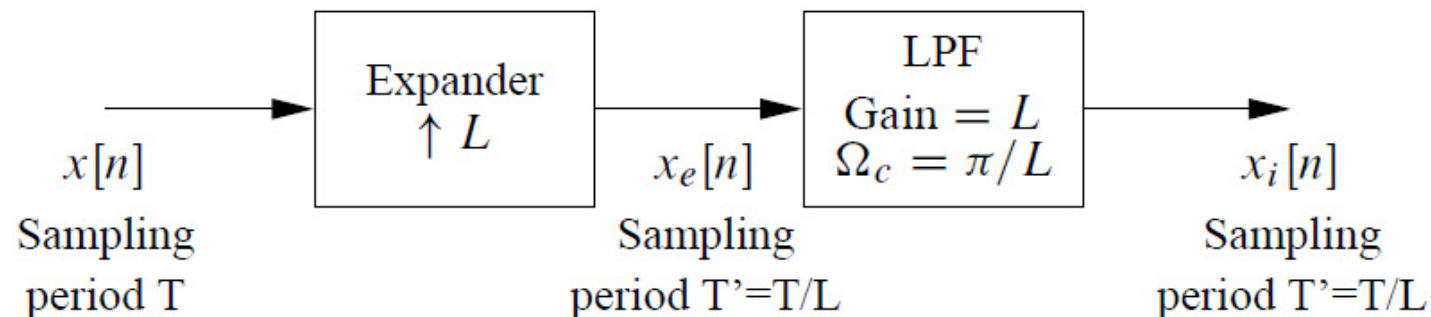 Expander
↑ L
LPF
Gain = L
Ω_c = π/L
x[n]
x_e[n]
x_i[n]
Sampling
period T
Sampling
period T'=T/L
Sampling
period T'=T/L